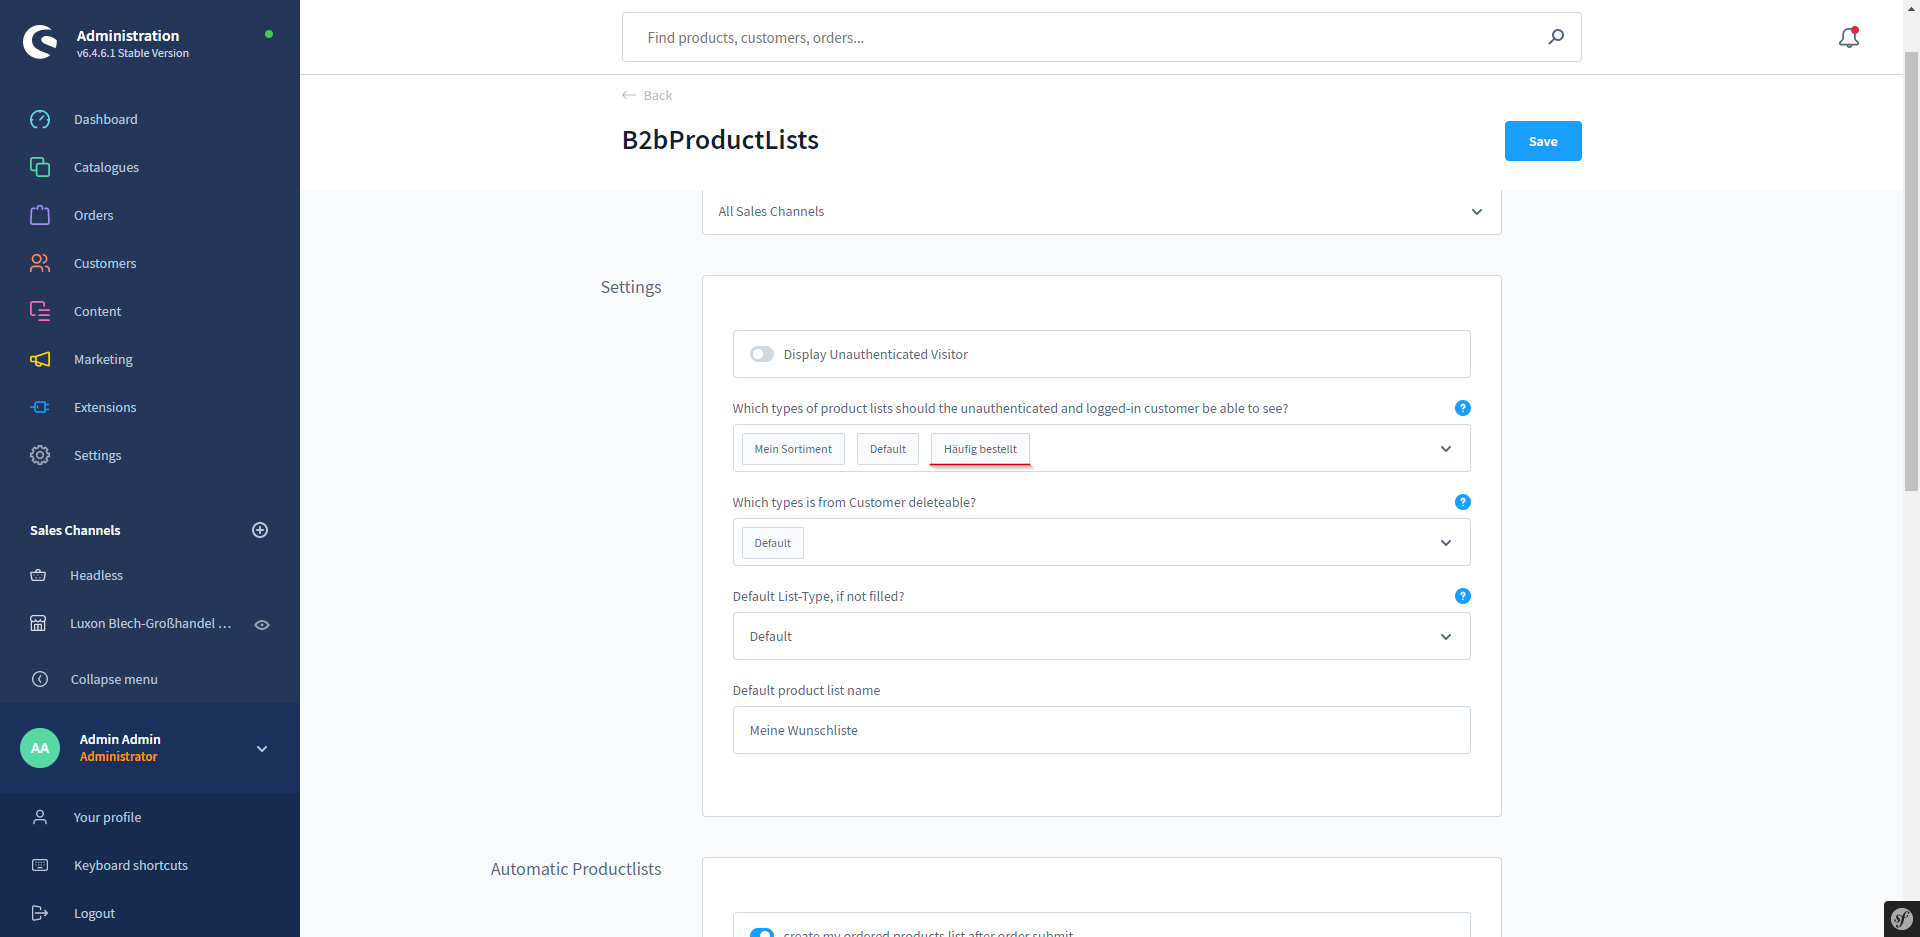 Administration
v6.4.6.1 Stable Version
Dashboard
Catalogues
Orders
Customers
Content
Marketing
Extensions
Settings
Sales Channels
Headless
Luxon Blech-Großhandel ...
Collapse menu
AA
Admin Admin
Administrator
Your profile
Keyboard shortcuts
Logout
Find products, customers, orders...
Back
B2bProductLists
Save
All Sales Channels
Settings
Display Unauthenticated Visitor
Which types of product lists should the unauthenticated and logged-in customer be able to see?
?
Mein Sortiment
Default
Häufig bestellt
Which types is from Customer deleteable?
?
Default
Default List-Type, if not filled?
?
Default
Default product list name
Meine Wunschliste
Automatic Productlists
create my ordered products list after order submit
sf